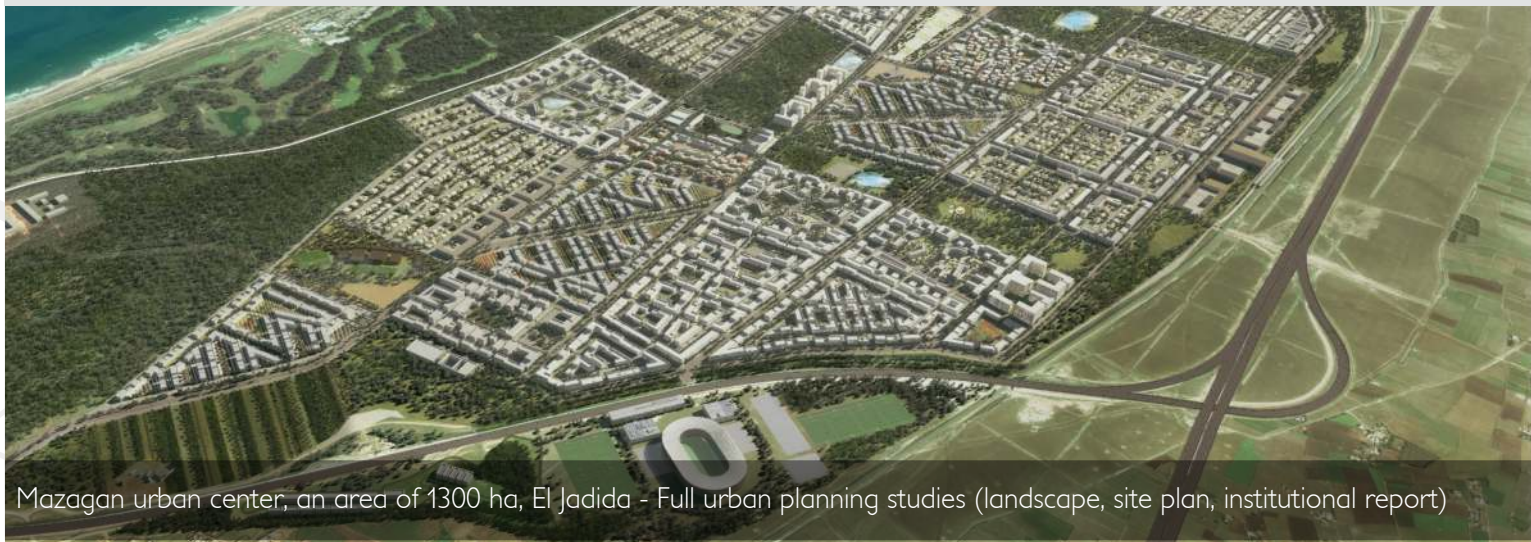 Mazagan urban center, an area of 1300 ha, El Jadida - Full urban planning studies (landscape, site plan, institutional report)